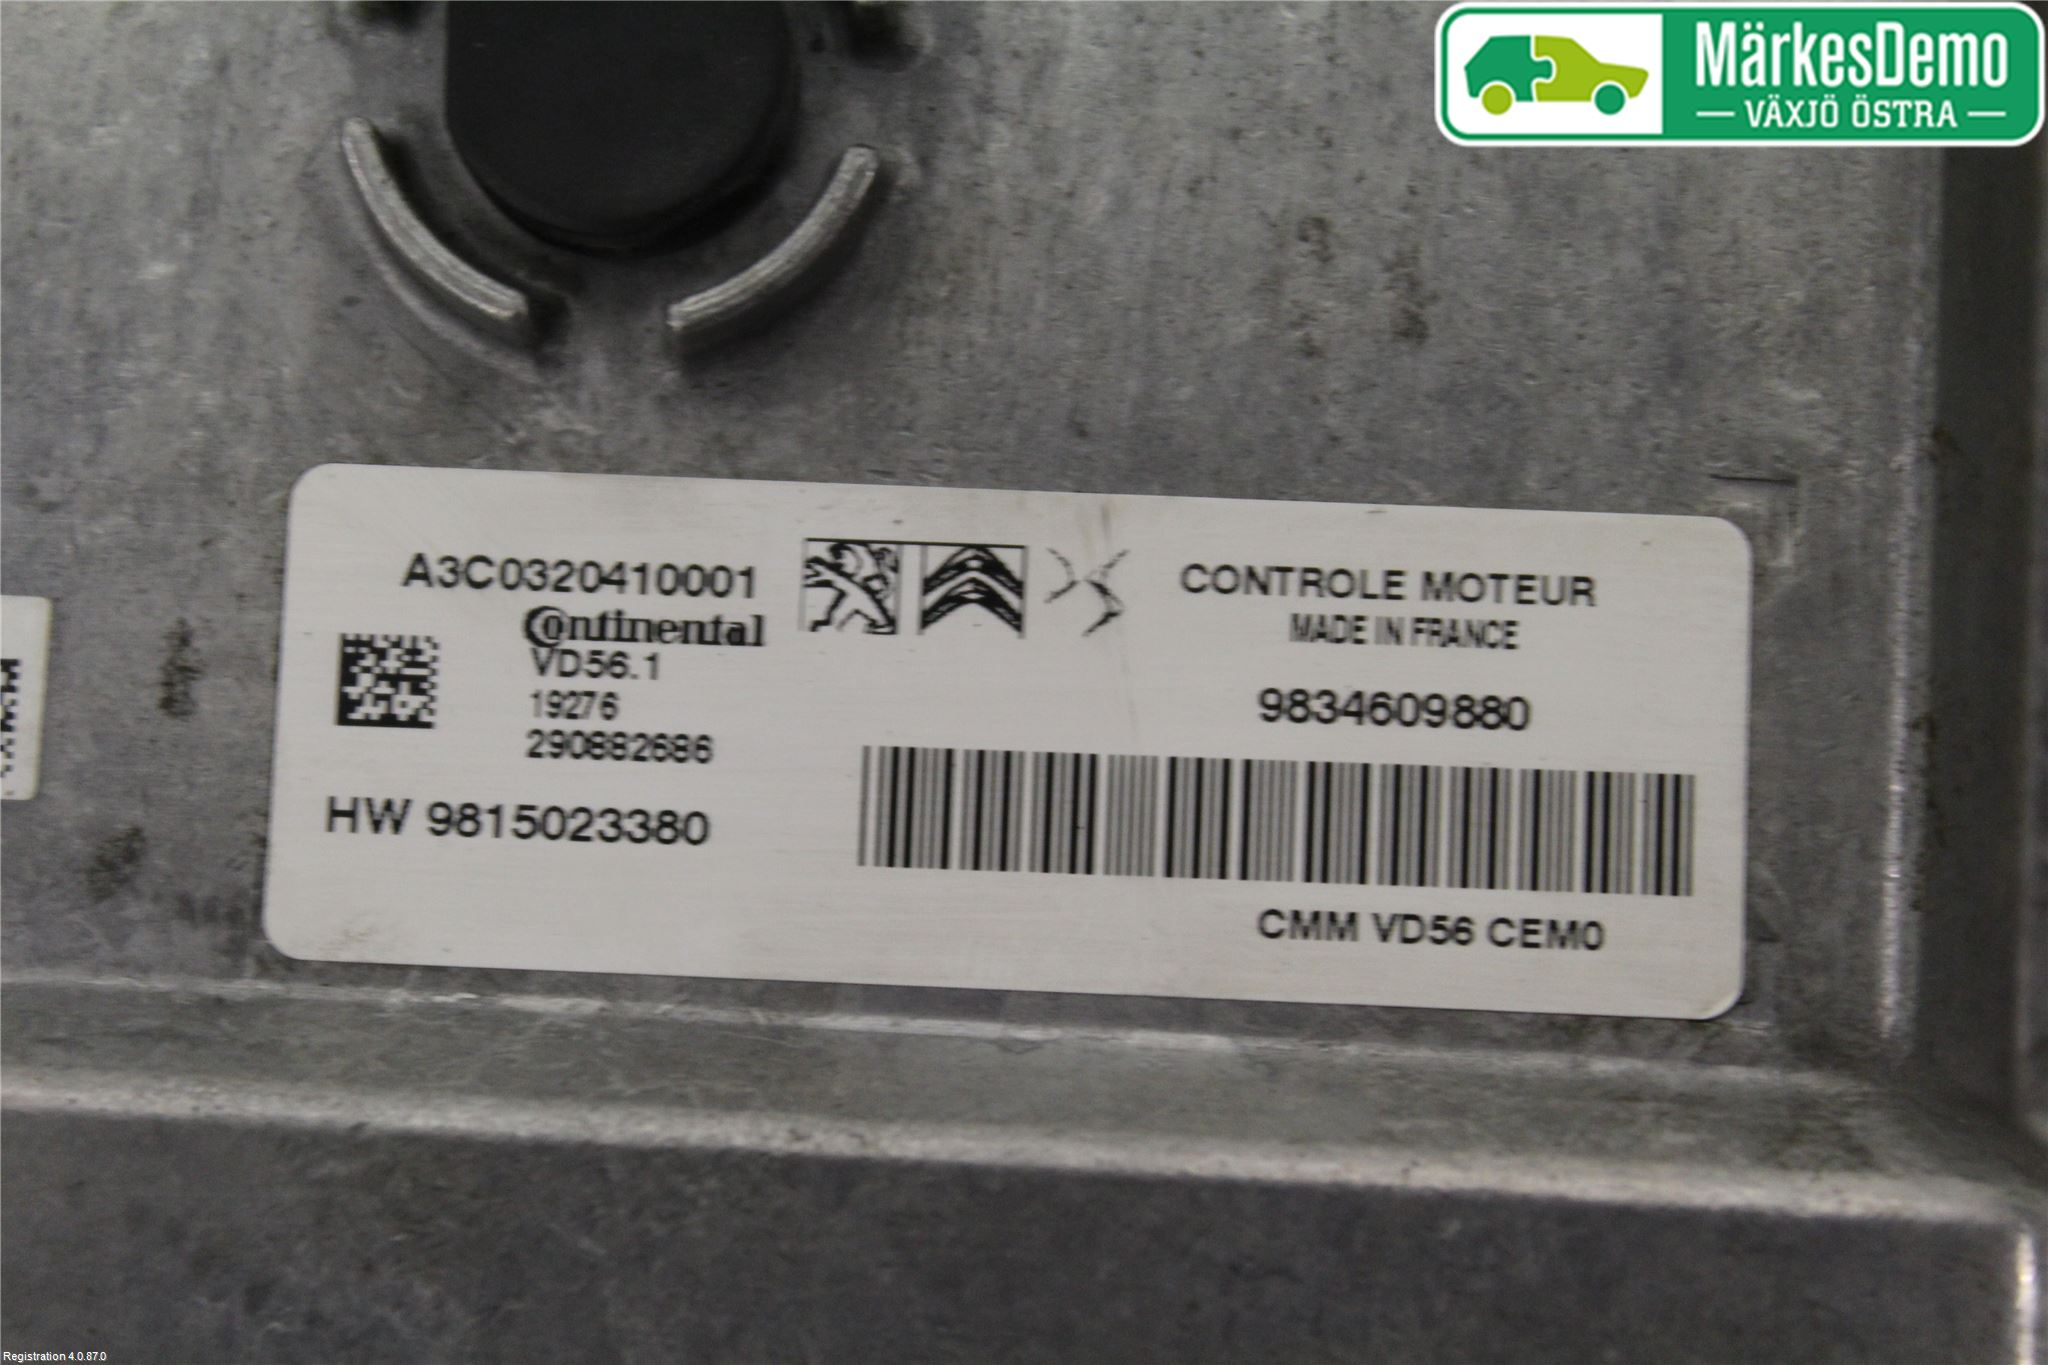 MärkesDemo
VÄXJÖ ÖSTRA
A3C0320410001
Continental
VD56.1
19276
290882686
HW 9815023380
CONTROLE MOTEUR
MADE IN FRANCE
9834609880
CMM VD56 CEM0
Registration 4.0.87.0